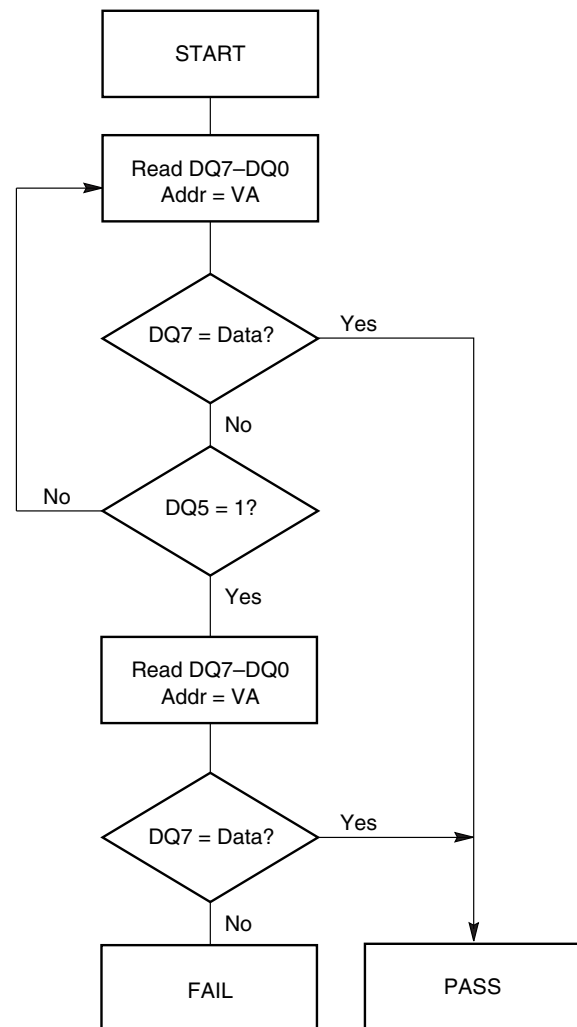 START
Read DQ7–DQ0
Addr = VA
DQ7 = Data?
Yes
No
No
DQ5 = 1?
Yes
Read DQ7–DQ0
Addr = VA
DQ7 = Data?
Yes
No
FAIL
PASS